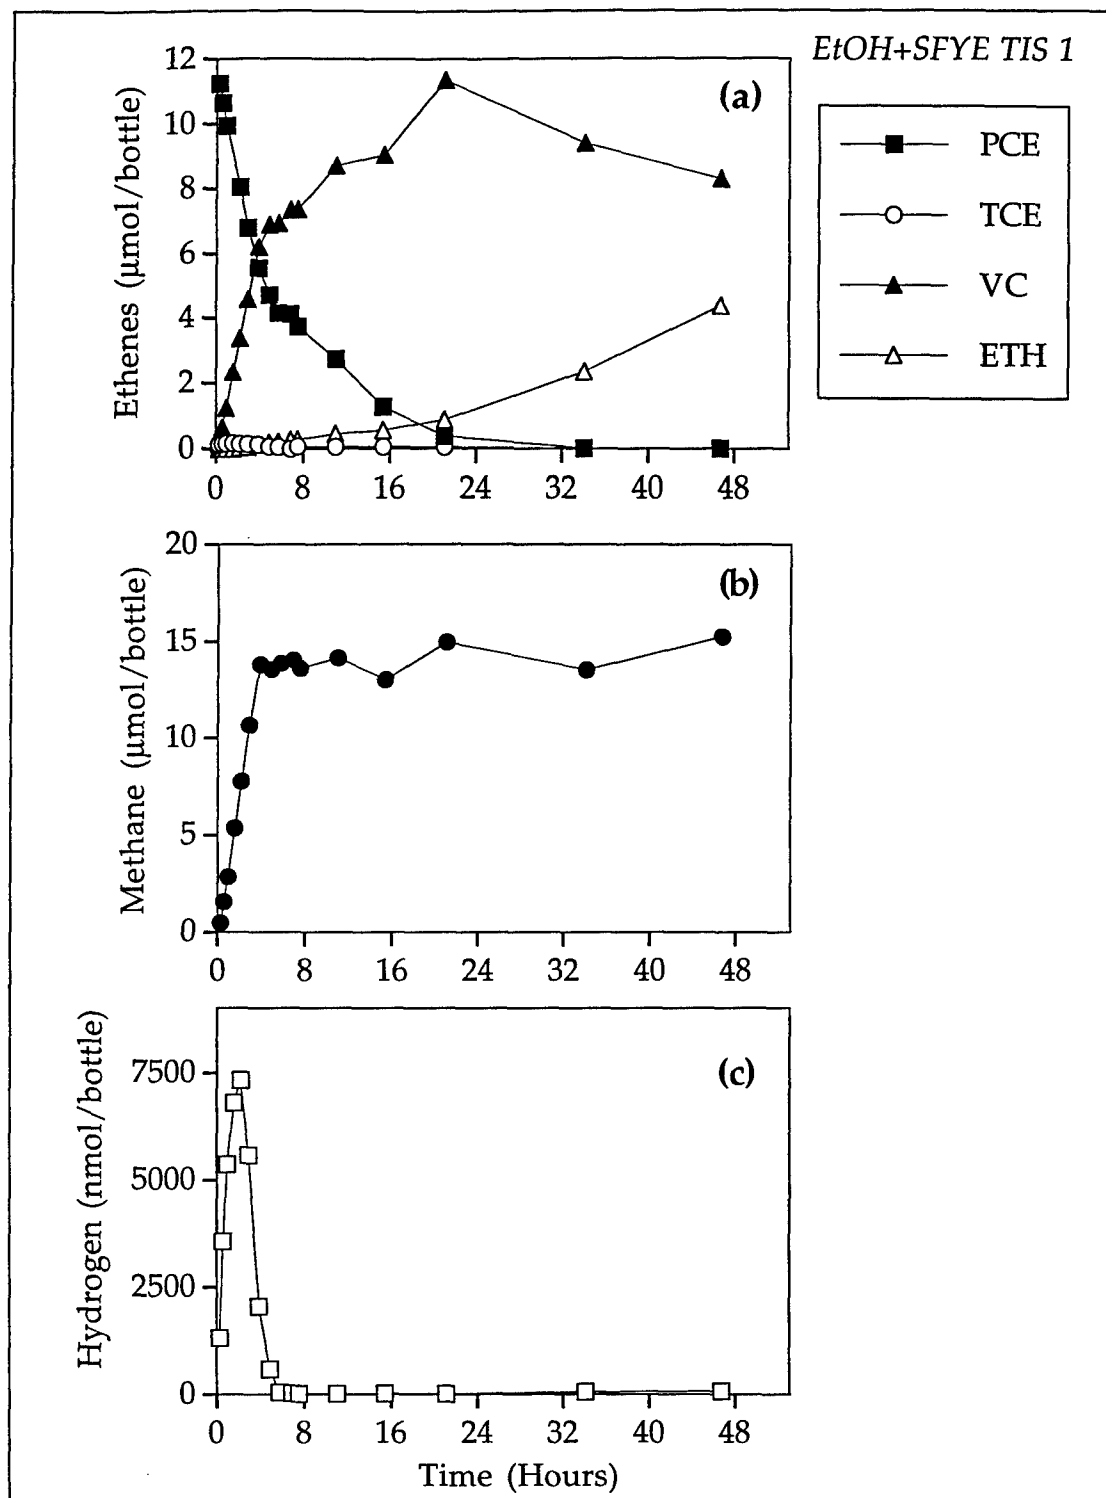 EtOH+SFYE TIS 1
(a)
Ethenes (µmol/bottle)
12
10
8
6
4
2
0
0 8 16 24 32 40 48
PCE
TCE
VC
ETH
(b)
Methane (µmol/bottle)
20
15
10
5
0
0 8 16 24 32 40 48
(c)
Hydrogen (nmol/bottle)
7500
5000
2500
0
0 8 16 24 32 40 48
Time (Hours)